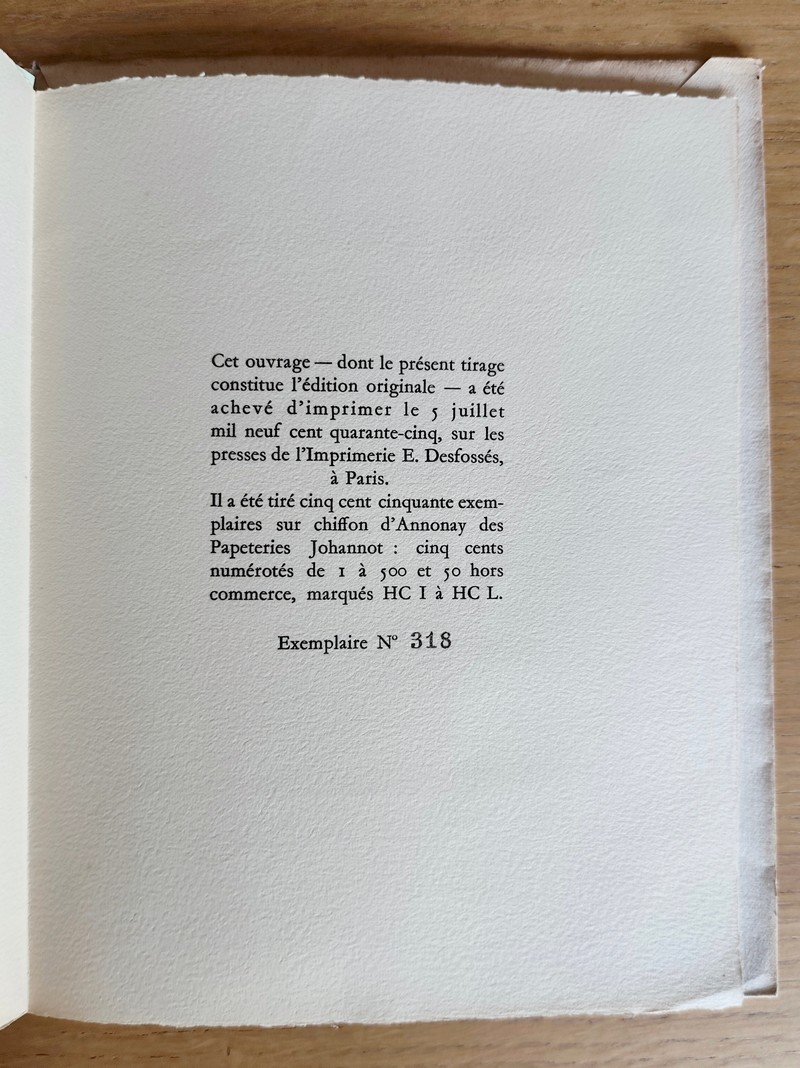 Cet ouvrage — dont le présent tirage
constitue l'édition originale — a été
achevé d'imprimer le 5 juillet
mil neuf cent quarante-cinq, sur les
presses de l'Imprimerie E. Desfossés,
à Paris.
Il a été tiré cinq cent cinquante exem-
plaires sur chiffon d'Annonay des
Papeteries Johannot : cinq cents
numérotés de 1 à 500 et 50 hors
commerce, marqués HC I à HC L.
Exemplaire N° 318